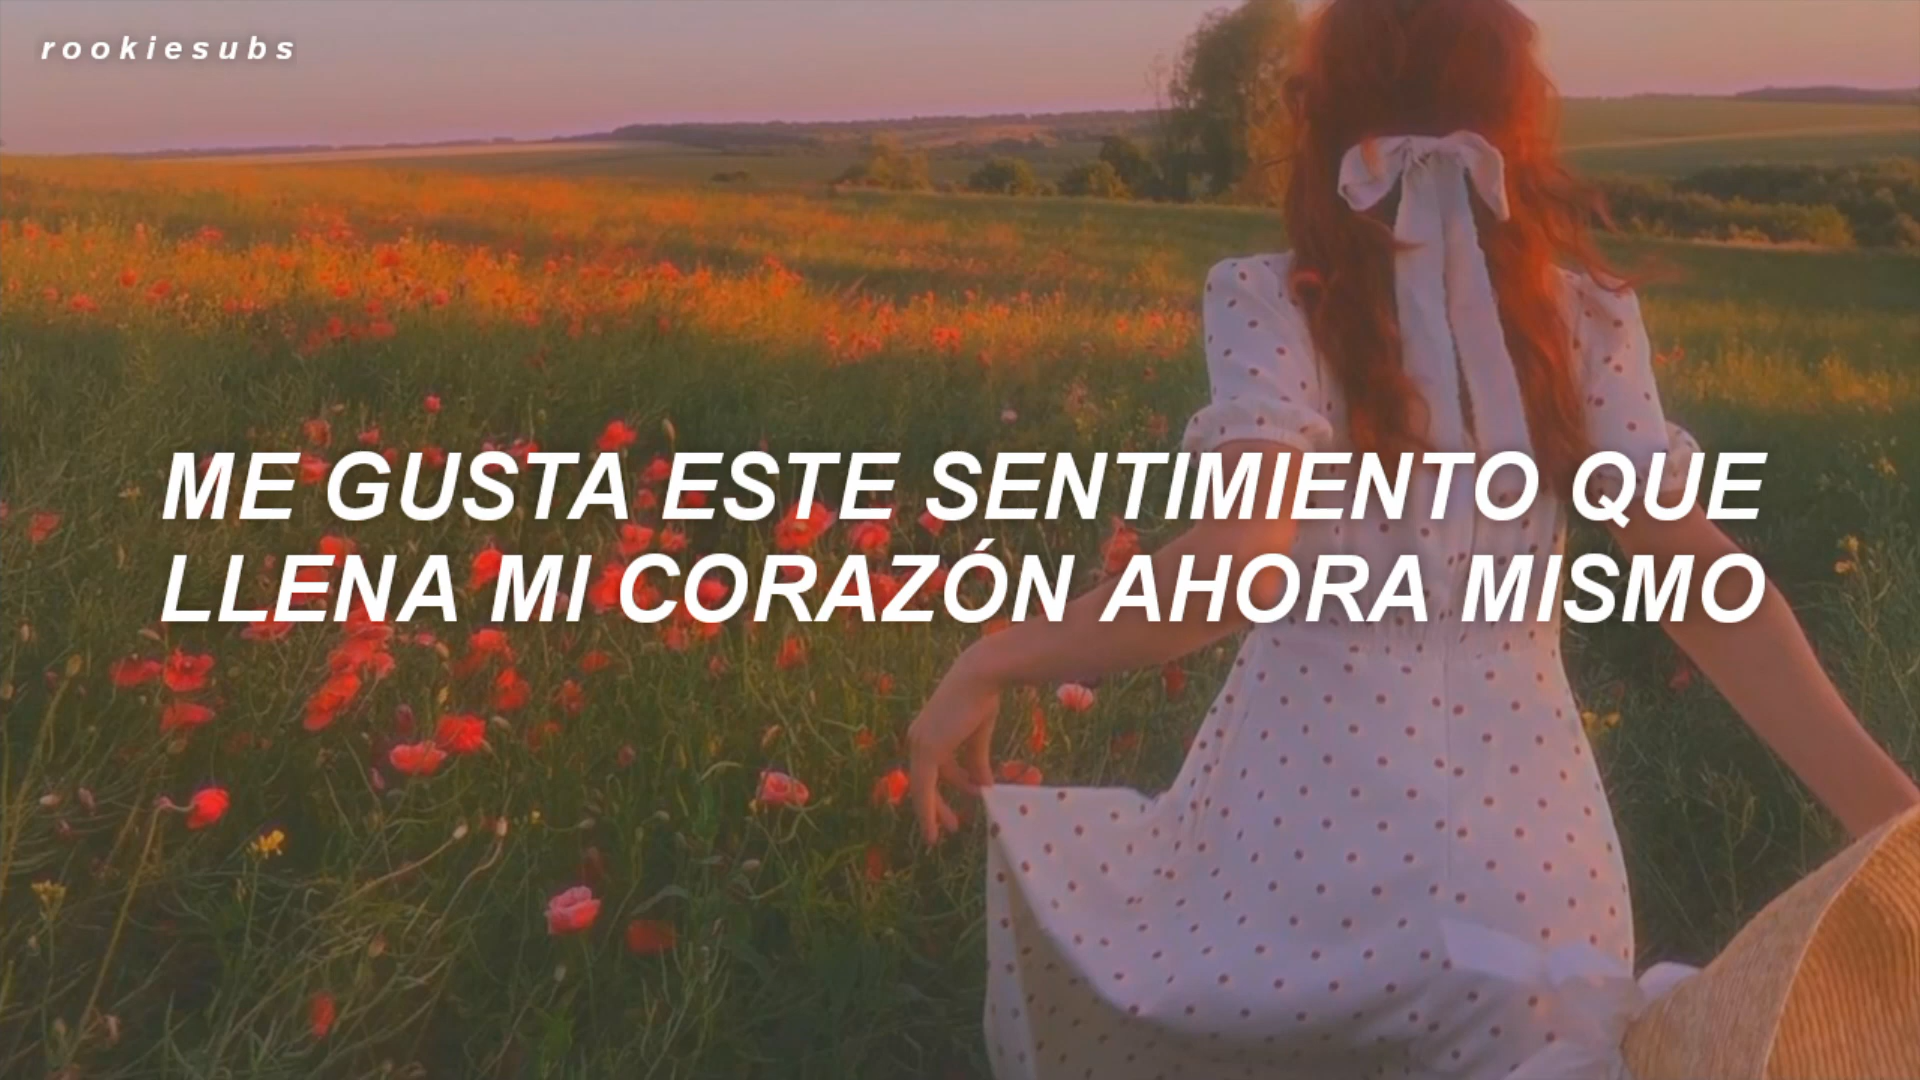 rookiesubs
ME GUSTA ESTE SENTIMIENTO QUE
LLENA MI CORAZÓN AHORA MISMO